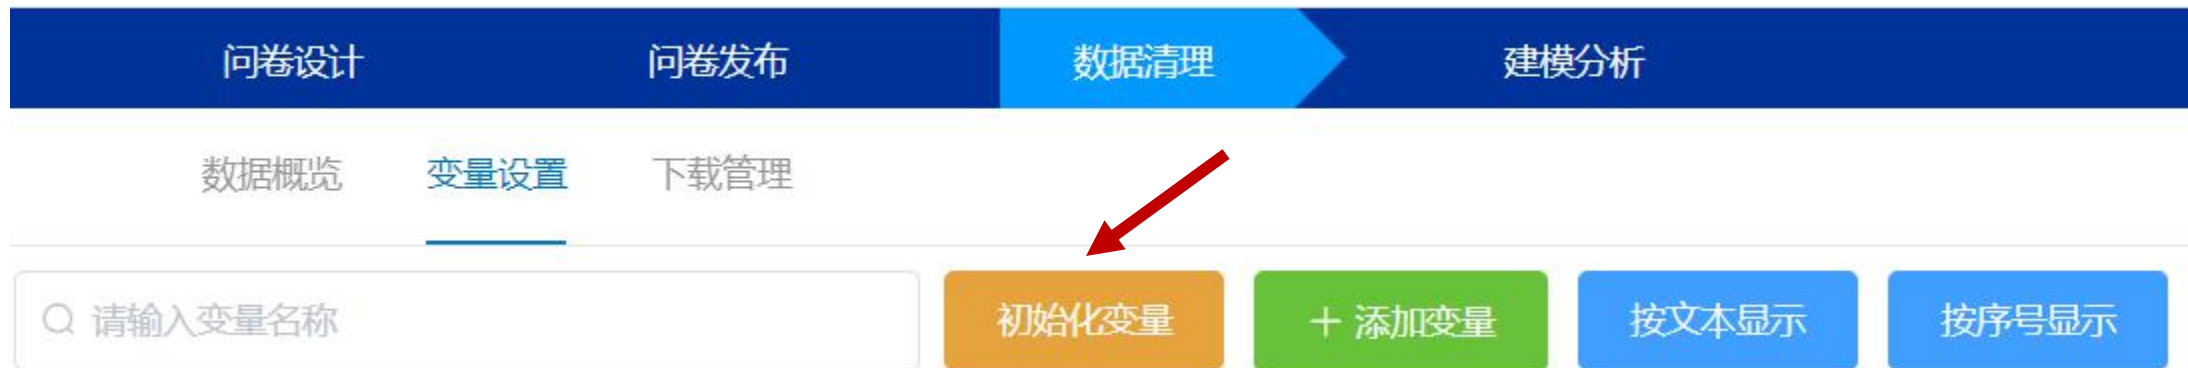 问卷设计 问卷发布 数据清理 建模分析
数据概览 变量设置 下载管理
请输入变量名称 初始化变量 + 添加变量 按文本显示 按序号显示